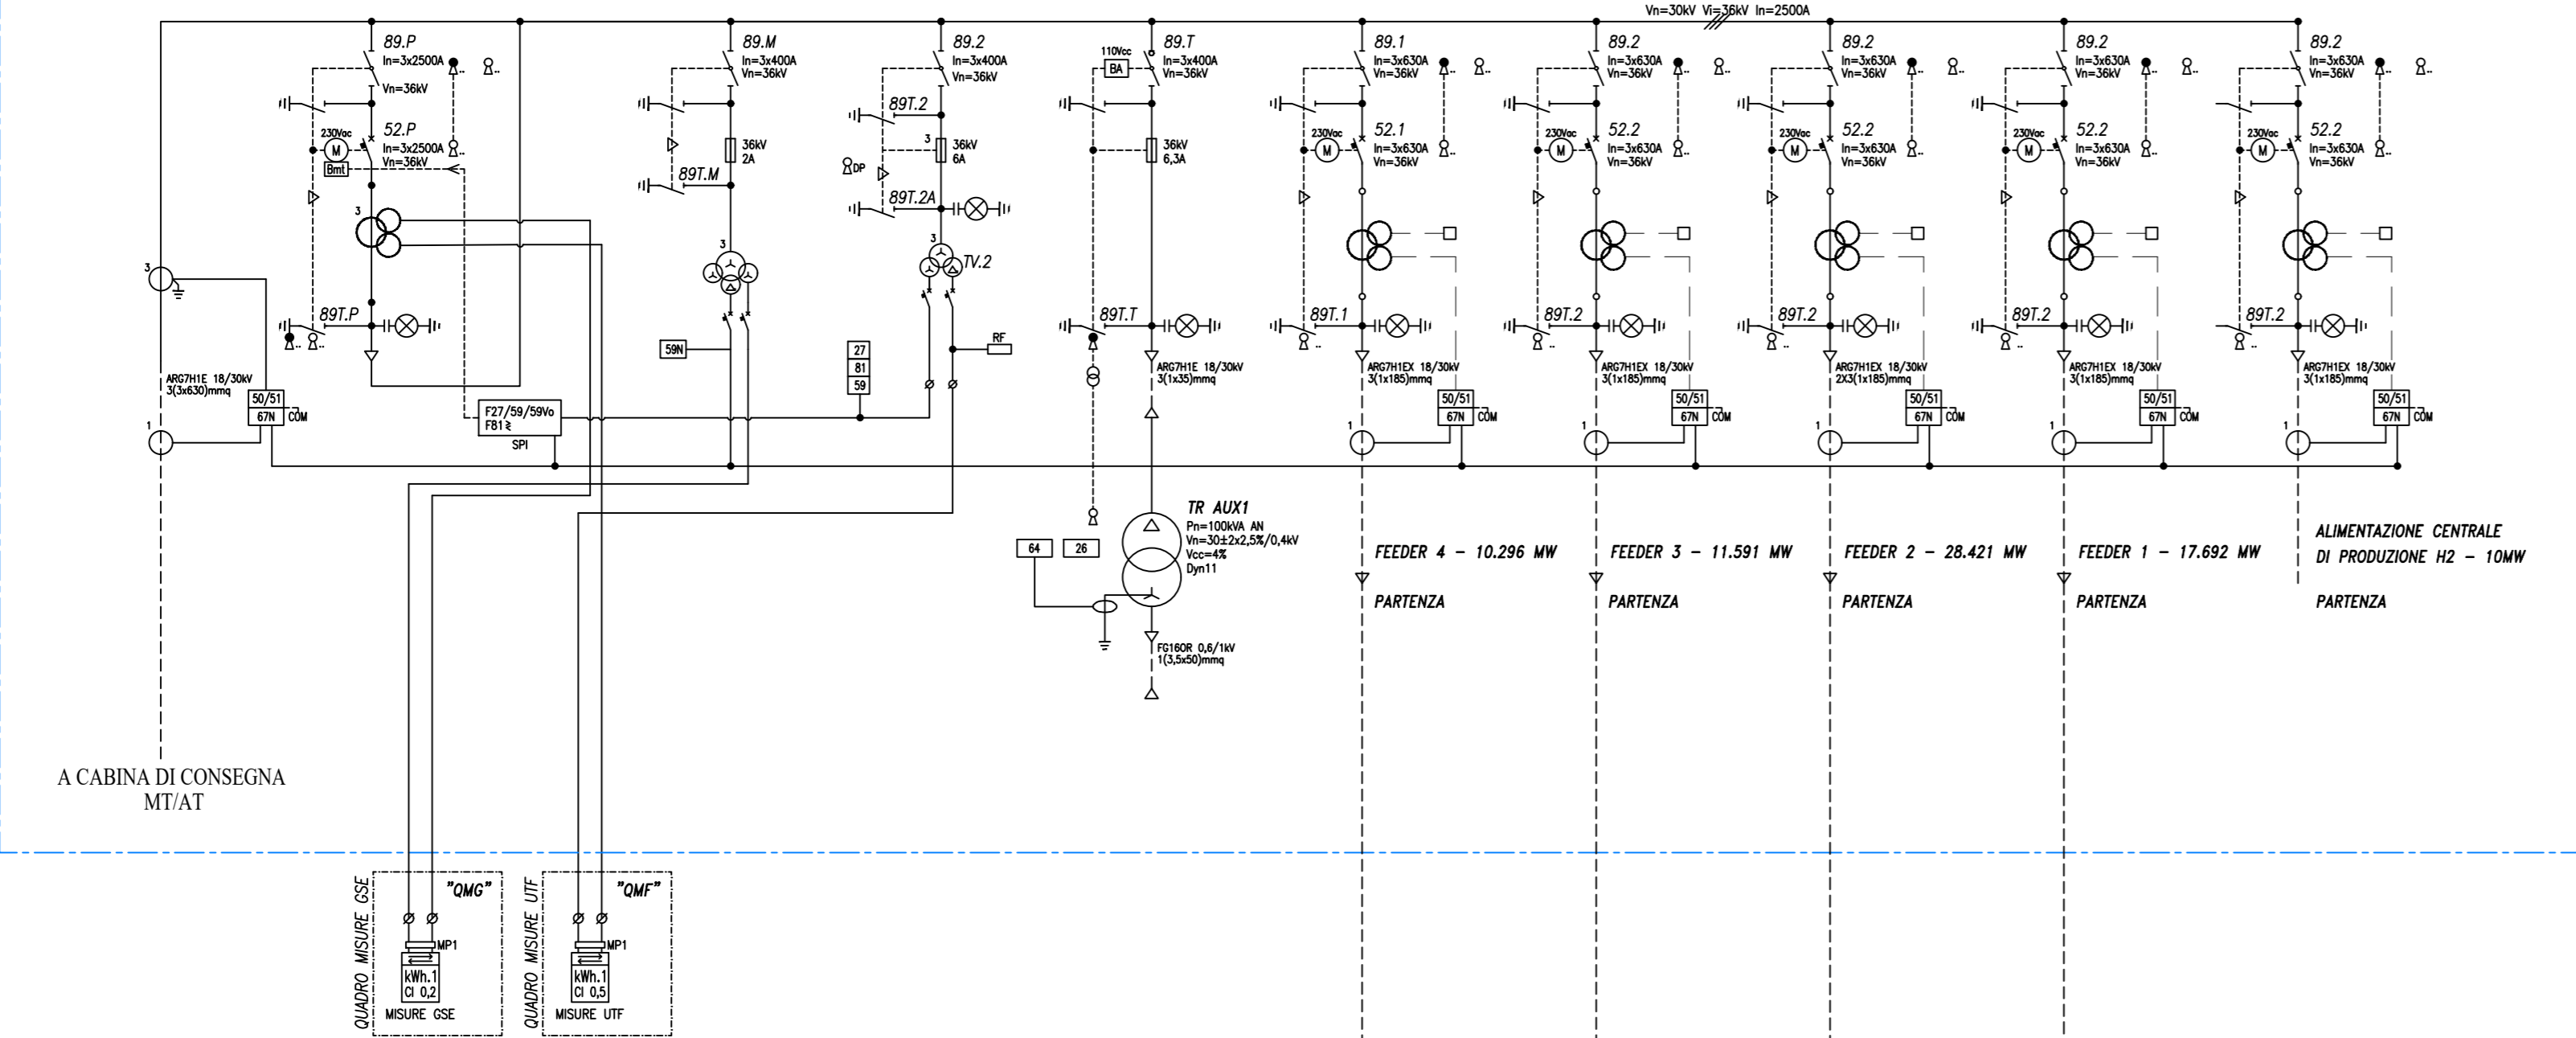 Vn=30kV Vi=36kV In=2500A
89.P
In=3x2500A
Vn=36kV
52.P
In=3x2500A
Vn=36kV
230Vac
M
Bmt
3
89T.P
89.M
In=3x400A
Vn=36kV
36kV
2A
89T.M
3
59N
89.2
In=3x400A
Vn=36kV
89T.2
3
36kV
6A
DP
89T.2A
3
TV.2
RF
27
81
59
110Vcc
BA
89.T
In=3x400A
Vn=36kV
36kV
6,3A
89T.T
ARG7H1E 18/30kV
3(1x35)mmq
89.1
In=3x630A
Vn=36kV
230Vac
M
52.1
In=3x630A
Vn=36kV
89T.1
ARG7H1EX 18/30kV
3(1x185)mmq
50/51
67N
COM
1
89.2
In=3x630A
Vn=36kV
230Vac
M
52.2
In=3x630A
Vn=36kV
89T.2
ARG7H1EX 18/30kV
3(1x185)mmq
50/51
67N
COM
1
89.2
In=3x630A
Vn=36kV
230Vac
M
52.2
In=3x630A
Vn=36kV
89T.2
ARG7H1EX 18/30kV
2X3(1x185)mmq
50/51
67N
COM
1
89.2
In=3x630A
Vn=36kV
230Vac
M
52.2
In=3x630A
Vn=36kV
89T.2
ARG7H1EX 18/30kV
3(1x185)mmq
50/51
67N
COM
1
89.2
In=3x630A
Vn=36kV
230Vac
M
52.2
In=3x630A
Vn=36kV
89T.2
ARG7H1EX 18/30kV
3(1x185)mmq
50/51
67N
COM
1
3
ARG7H1E 18/30kV
3(3x630)mmq
50/51
67N
COM
1
F27/59/59Vo
F81≷
SPI
64
26
TR AUX1
Pn=100kVA AN
Vn=30±2x2,5%/0,4kV
Vcc=4%
Dyn11
FG16OR 0,6/1kV
1(3,5x50)mmq
FEEDER 4 - 10.296 MW
PARTENZA
FEEDER 3 - 11.591 MW
PARTENZA
FEEDER 2 - 28.421 MW
PARTENZA
FEEDER 1 - 17.692 MW
PARTENZA
ALIMENTAZIONE CENTRALE
DI PRODUZIONE H2 - 10MW
PARTENZA
A CABINA DI CONSEGNA
MT/AT
QUADRO MISURE GSE
"QMG"
MP1
kWh.1
Cl 0,2
MISURE GSE
QUADRO MISURE UTF
"QMF"
MP1
kWh.1
Cl 0,5
MISURE UTF